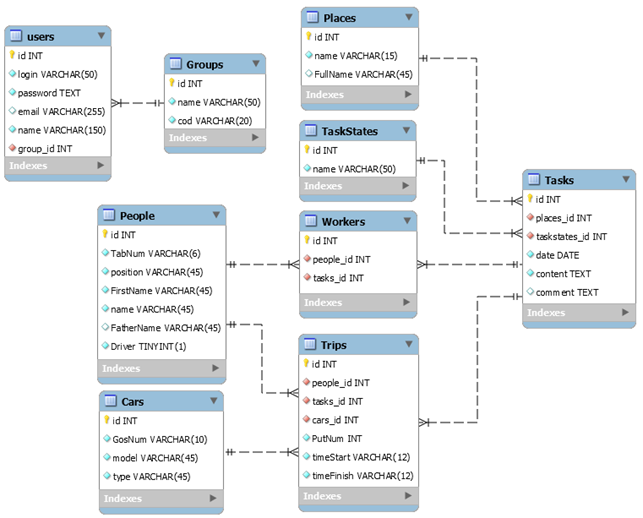 users
id INT
login VARCHAR(50)
password TEXT
email VARCHAR(255)
name VARCHAR(150)
group_id INT
Indexes
Groups
id INT
name VARCHAR(50)
cod VARCHAR(20)
Indexes
Places
id INT
name VARCHAR(15)
FullName VARCHAR(45)
Indexes
TaskStates
id INT
name VARCHAR(50)
Indexes
Tasks
id INT
places_id INT
taskstates_id INT
date DATE
content TEXT
comment TEXT
Indexes
People
id INT
TabNum VARCHAR(6)
position VARCHAR(45)
FirstName VARCHAR(45)
name VARCHAR(45)
FatherName VARCHAR(45)
Driver TINYINT(1)
Indexes
Workers
id INT
people_id INT
tasks_id INT
Indexes
Trips
id INT
people_id INT
tasks_id INT
cars_id INT
PutNum INT
timeStart VARCHAR(12)
timeFinish VARCHAR(12)
Indexes
Cars
id INT
GosNum VARCHAR(10)
model VARCHAR(45)
type VARCHAR(45)
Indexes